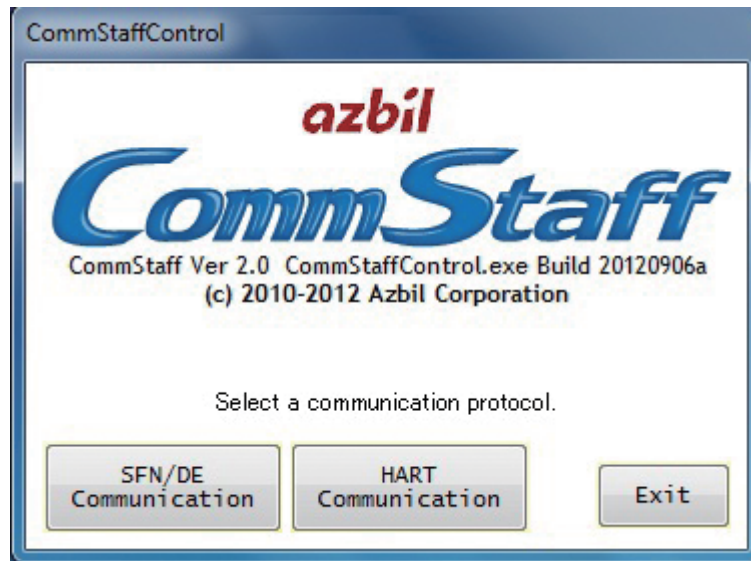 CommStaffControl
azbil
CommStaff
CommStaff Ver 2.0 CommStaffControl.exe Build 20120906a
(c) 2010-2012 Azbil Corporation
Select a communication protocol.
SFN/DE
Communication
HART
Communication
Exit